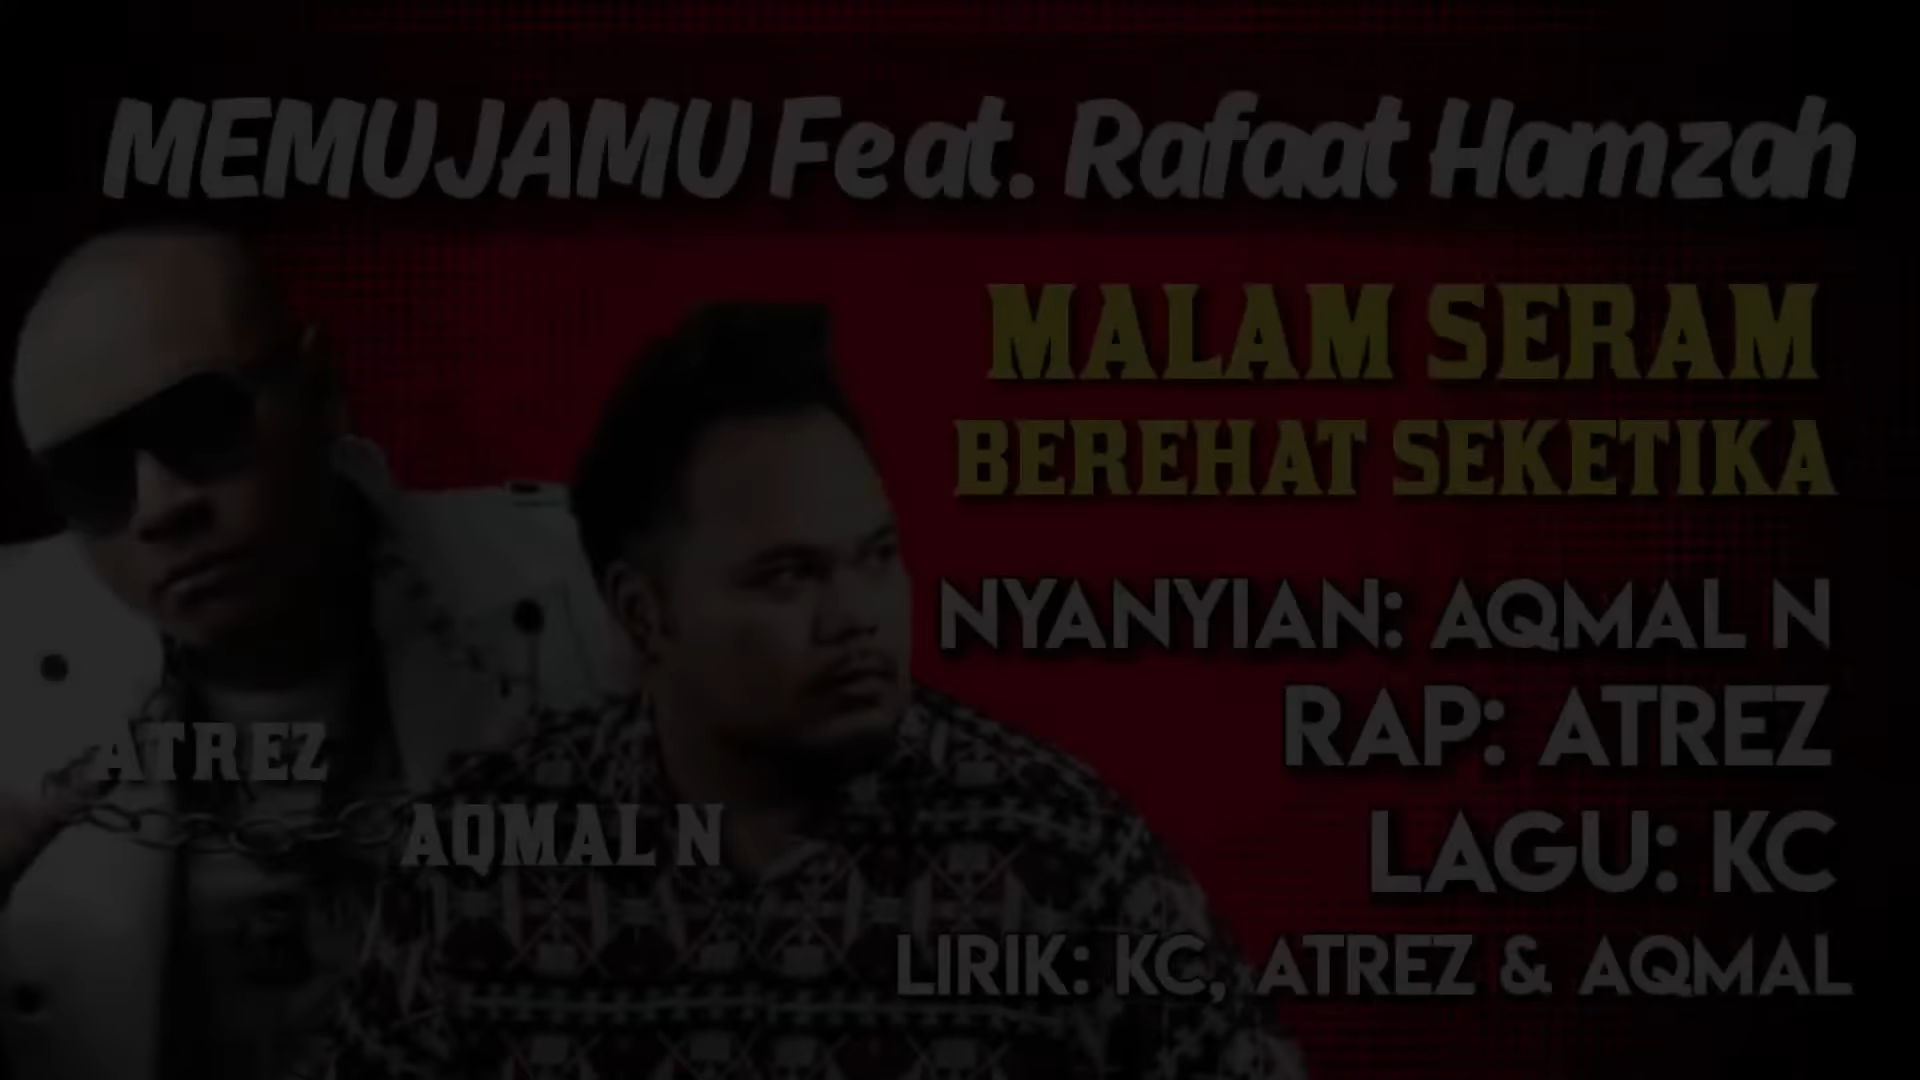 MEMUJAMU Feat. Rafaat Hamzah
MALAM SERAM
BEREHAT SEKETIKA
NYANYIAN: AQMAL N
RAP: ATREZ
LAGU: KC
LIRIK: KC, ATREZ & AQMAL
ATREZ
AQMAL N